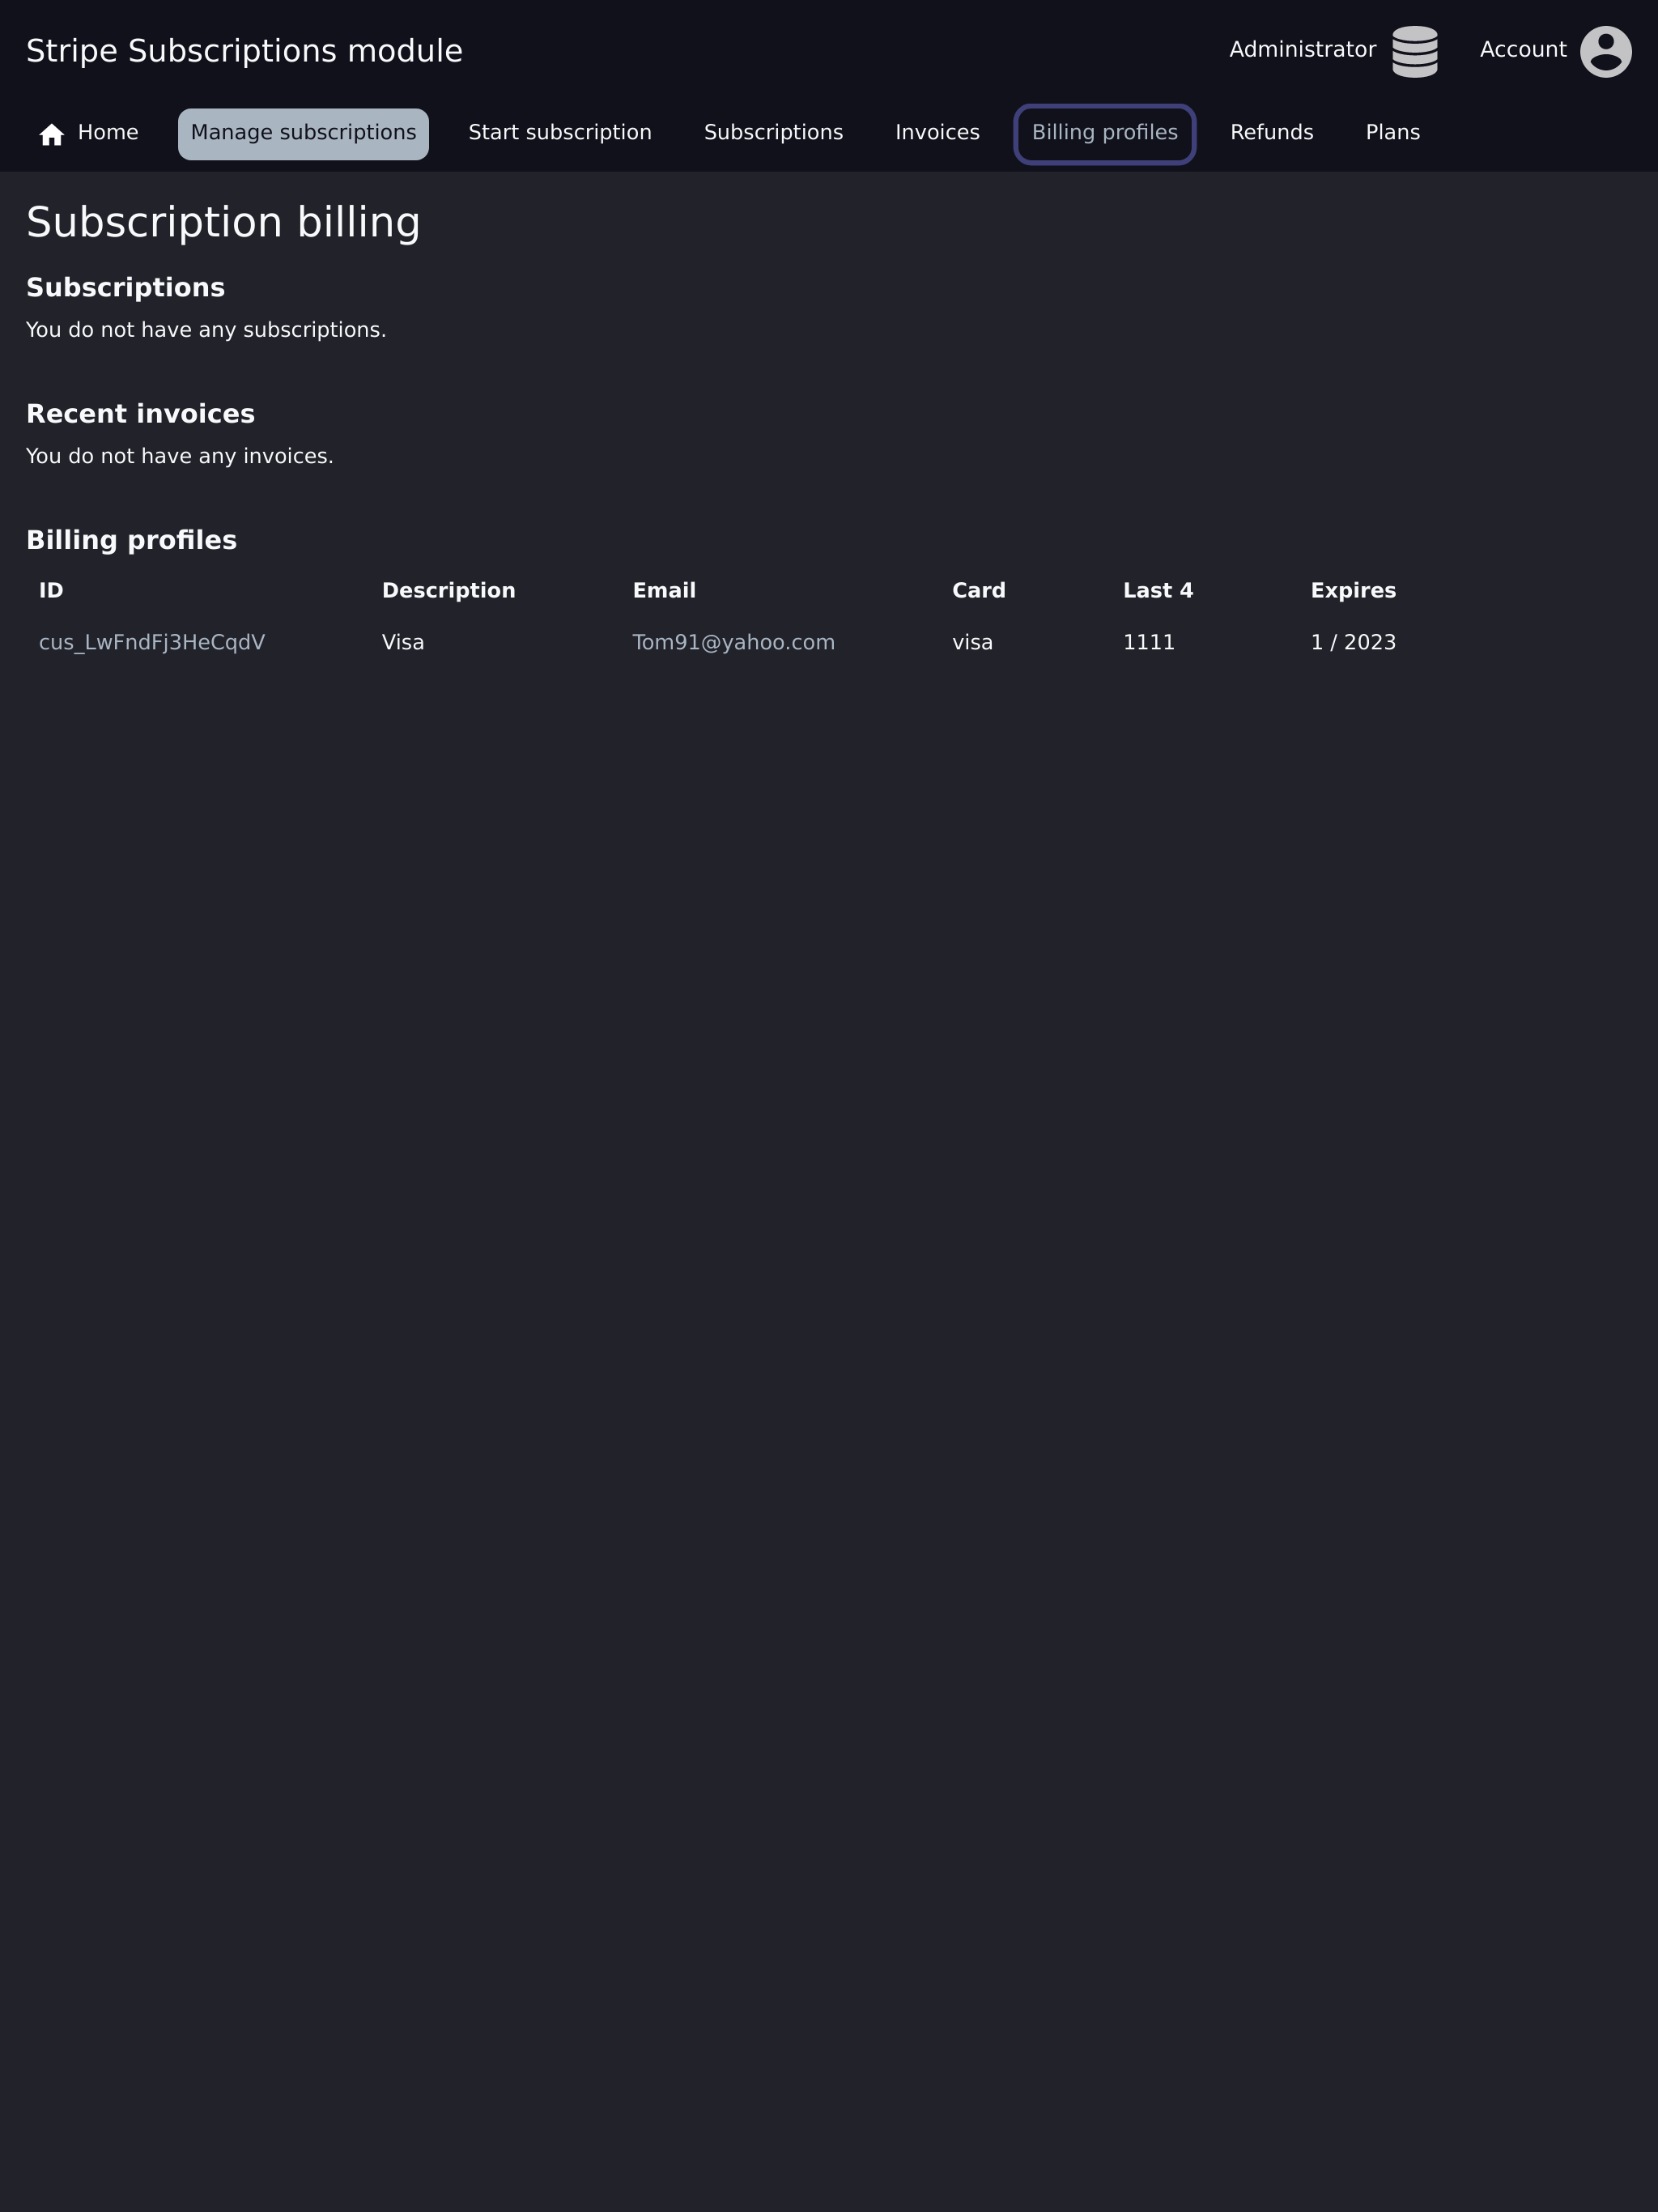 Stripe Subscriptions module
Administrator
Account
Home Manage subscriptions Start subscription Subscriptions Invoices Billing profiles Refunds Plans
Subscription billing
Subscriptions
You do not have any subscriptions.
Recent invoices
You do not have any invoices.
Billing profiles
ID Description Email Card Last 4 Expires
cus_LwFndFj3HeCqdV Visa Tom91@yahoo.com visa 1111 1 / 2023